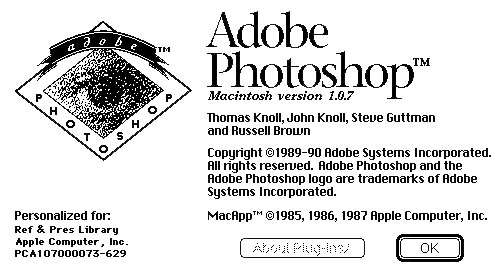 adobe™
PHOTOSHOP
Adobe
Photoshop™
Macintosh version 1.0.7
Thomas Knoll, John Knoll, Steve Guttman
and Russell Brown
Copyright ©1989-90 Adobe Systems Incorporated.
All rights reserved. Adobe Photoshop and the
Adobe Photoshop logo are trademarks of Adobe
Systems Incorporated.
Personalized for:
Ref & Pres Library
Apple Computer, Inc.
PCA107000073-629
MacApp™ ©1985, 1986, 1987 Apple Computer, Inc.
About Plug-ins/
OK